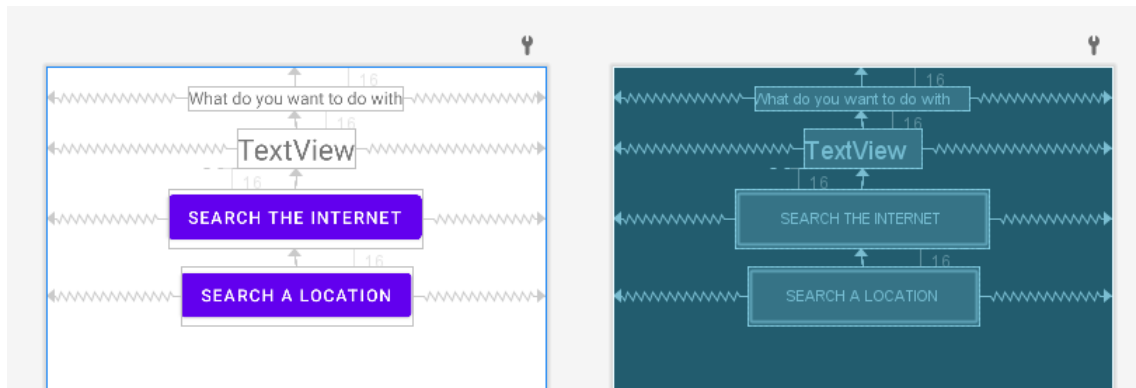 16
What do you want to do with
16
TextView
16
SEARCH THE INTERNET
16
SEARCH A LOCATION
16
What do you want to do with
16
TextView
16
SEARCH THE INTERNET
16
SEARCH A LOCATION